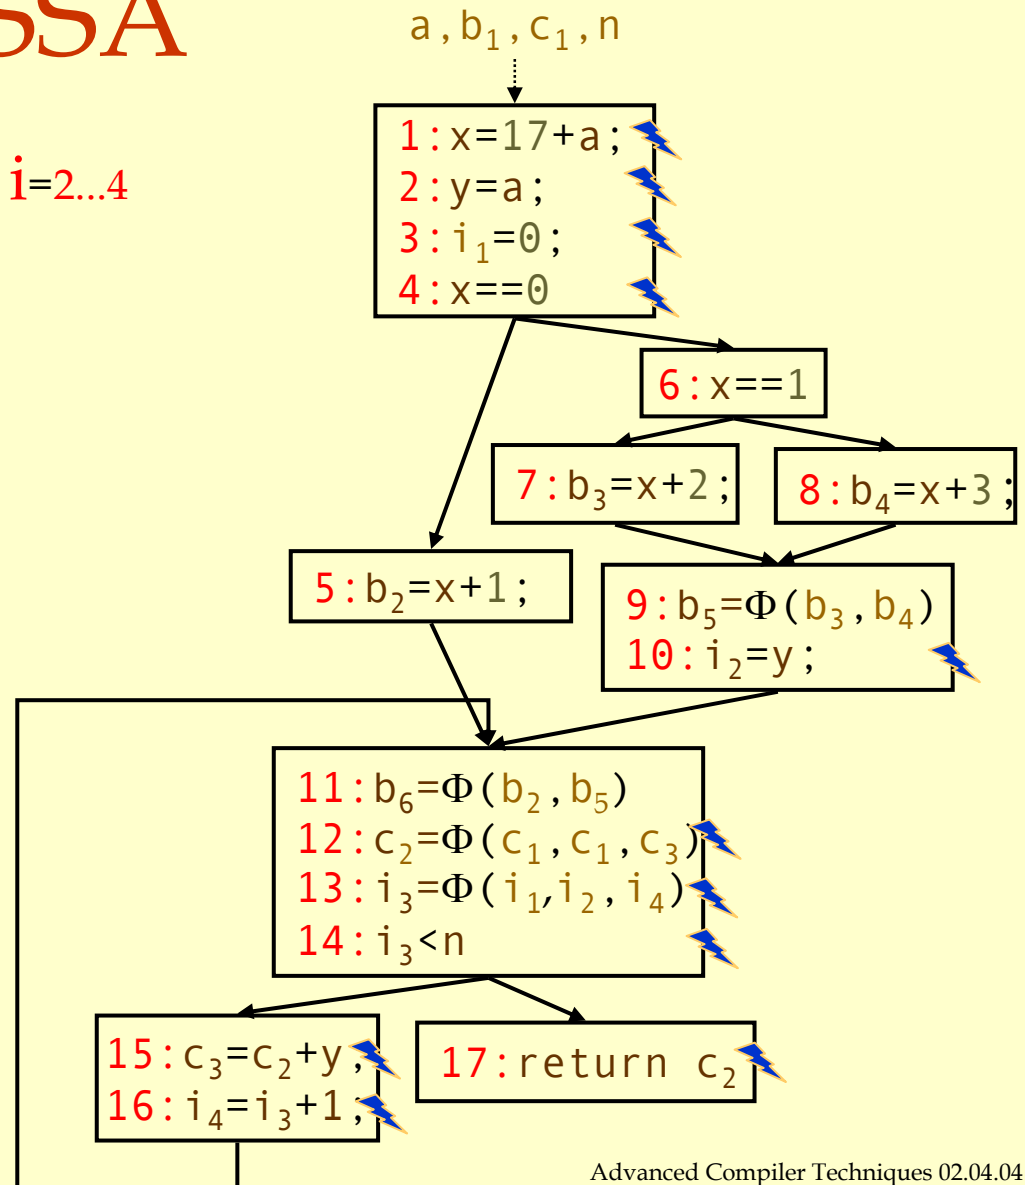 SSA
a,b₁,c₁,n
i=2...4
1:x=17+a;
2:y=a;
3:i₁=0;
4:x==0
6:x==1
7:b₃=x+2;
8:b₄=x+3;
5:b₂=x+1;
9:b₅=Φ(b₃,b₄)
10:i₂=y;
11:b₆=Φ(b₂,b₅)
12:c₂=Φ(c₁,c₁,c₃)
13:i₃=Φ(i₁,i₂,i₄)
14:i₃<n
15:c₃=c₂+y;
16:i₄=i₃+1;
17:return c₂
Advanced Compiler Techniques 02.04.04